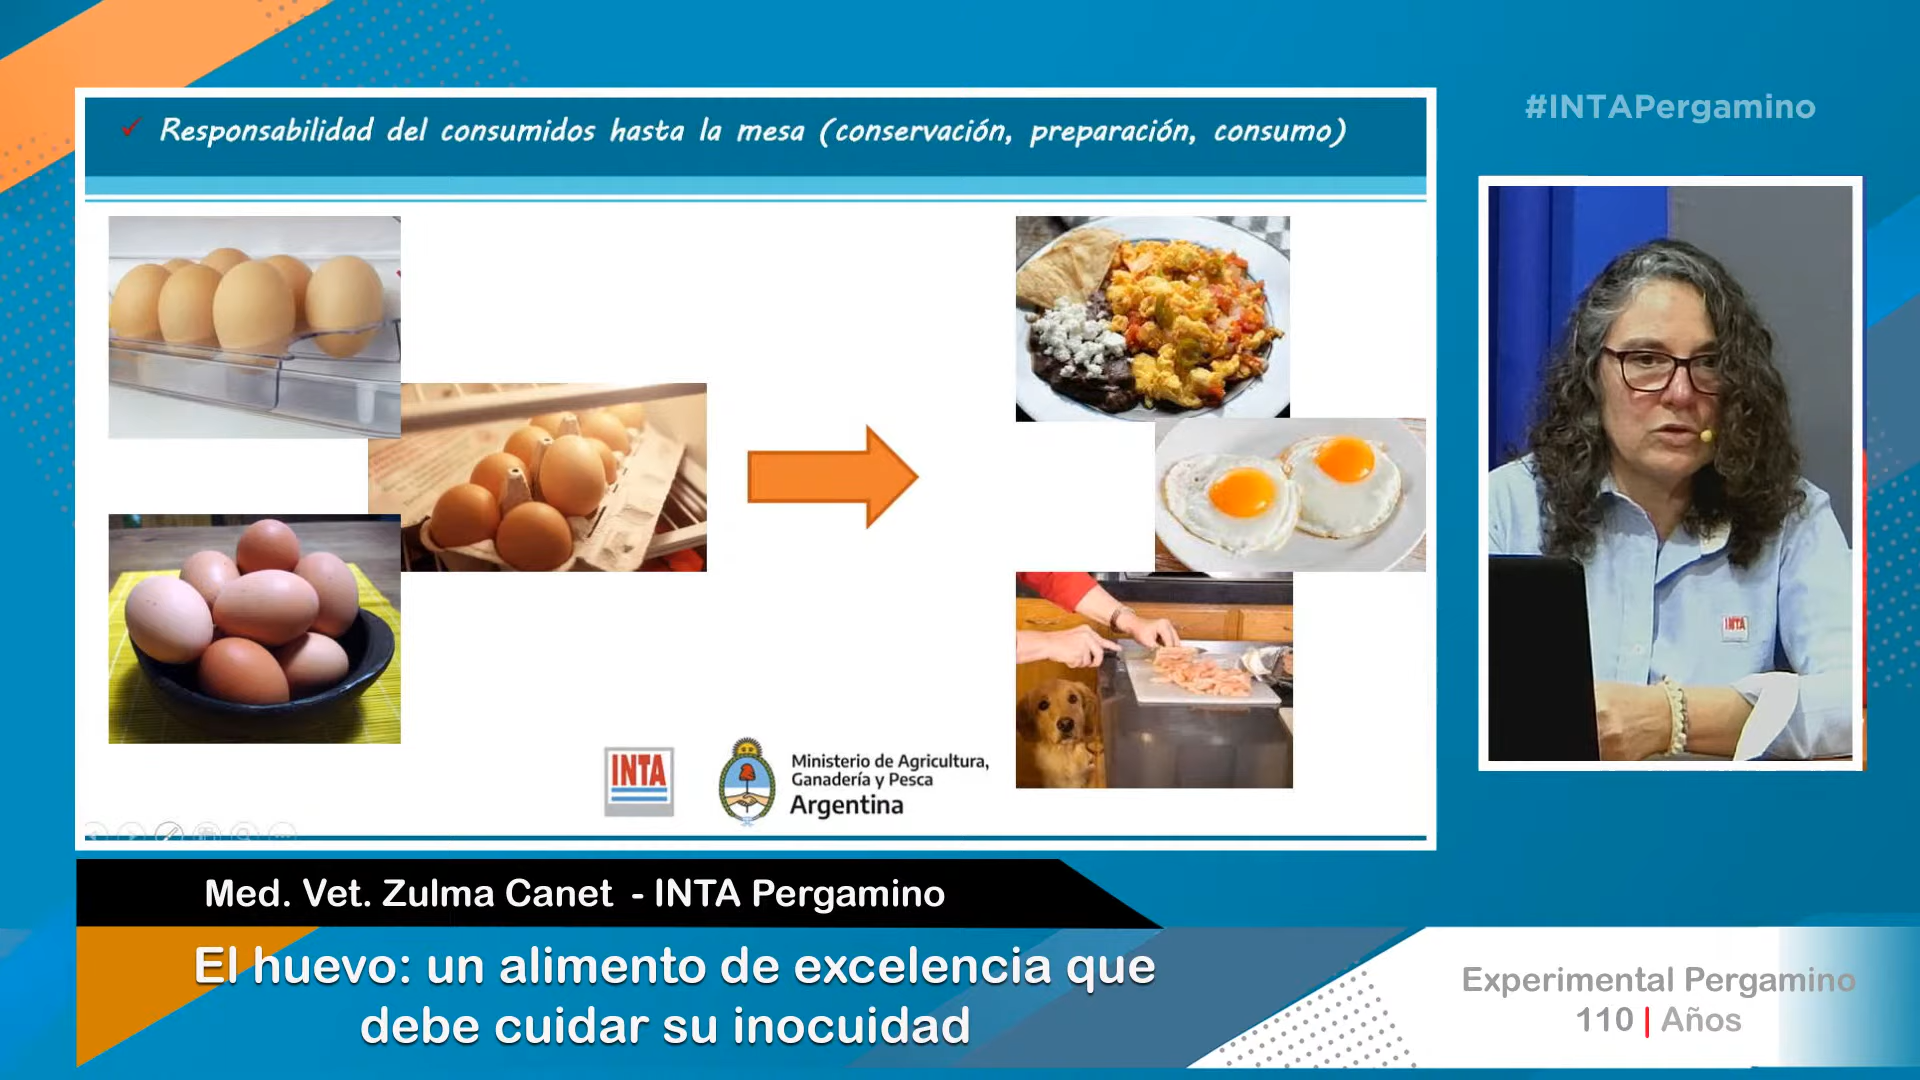 #INTAPergamino
Responsabilidad del consumidos hasta la mesa (conservación, preparación, consumo)
INTA
INTA
Ministerio de Agricultura,
Ganadería y Pesca
Argentina
Med. Vet. Zulma Canet - INTA Pergamino
El huevo: un alimento de excelencia que
debe cuidar su inocuidad
Experimental Pergamino
110 | Años